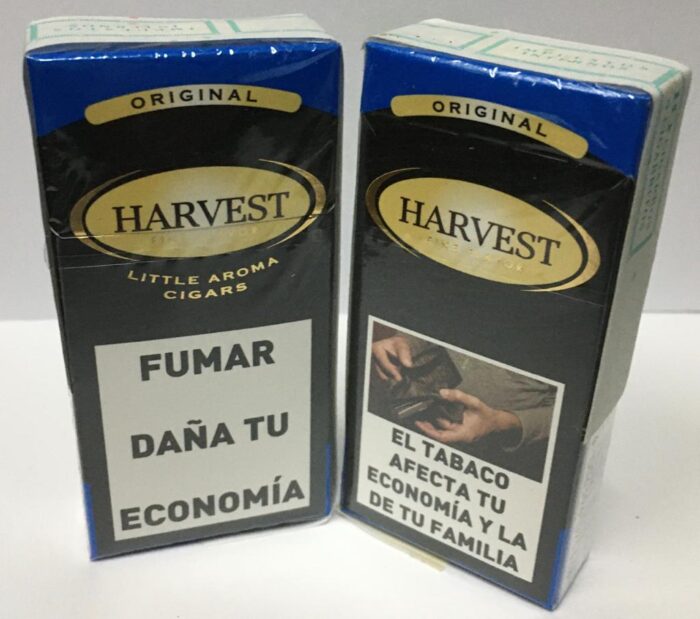 ORIGINAL
HARVEST
LITTLE AROMA
CIGARS
FUMAR
DAÑA TU
ECONOMÍA
ORIGINAL
HARVEST
EL TABACO
AFECTA TU
ECONOMÍA Y LA
DE TU FAMILIA